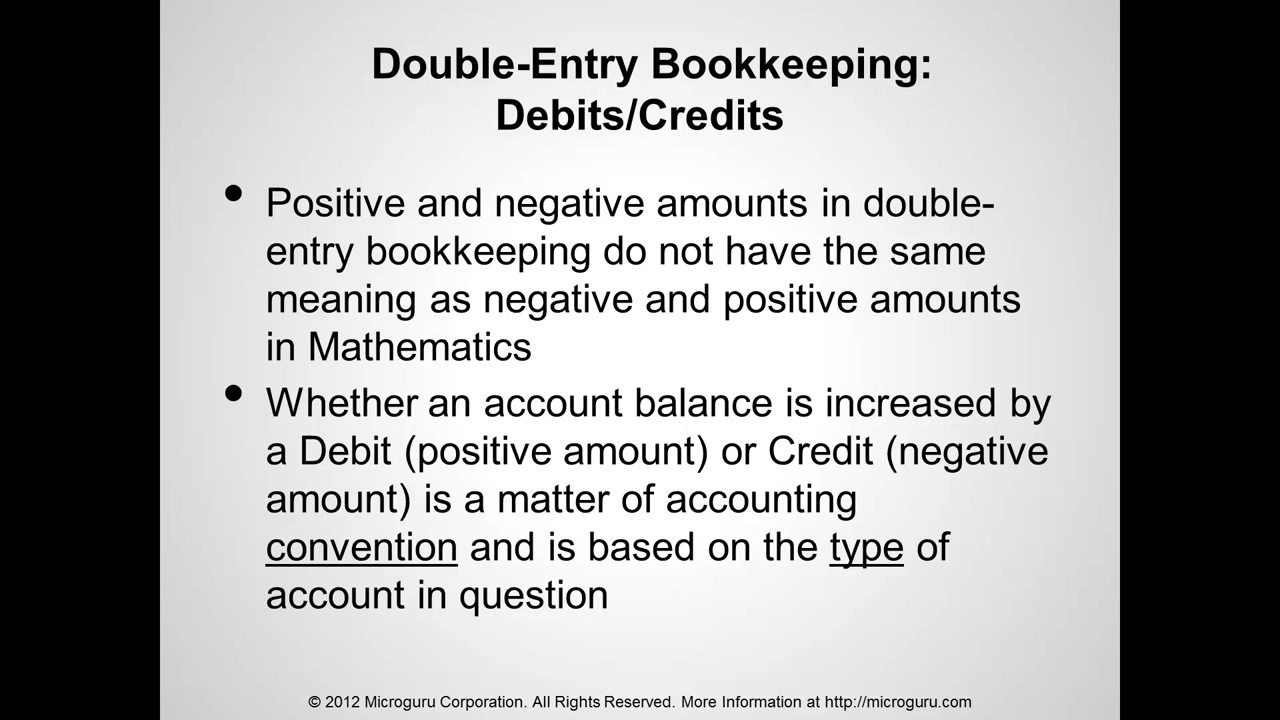 Double-Entry Bookkeeping:
Debits/Credits
• Positive and negative amounts in double-
entry bookkeeping do not have the same
meaning as negative and positive amounts
in Mathematics
• Whether an account balance is increased by
a Debit (positive amount) or Credit (negative
amount) is a matter of accounting
convention and is based on the type of
account in question
© 2012 Microguru Corporation. All Rights Reserved. More Information at http://microguru.com